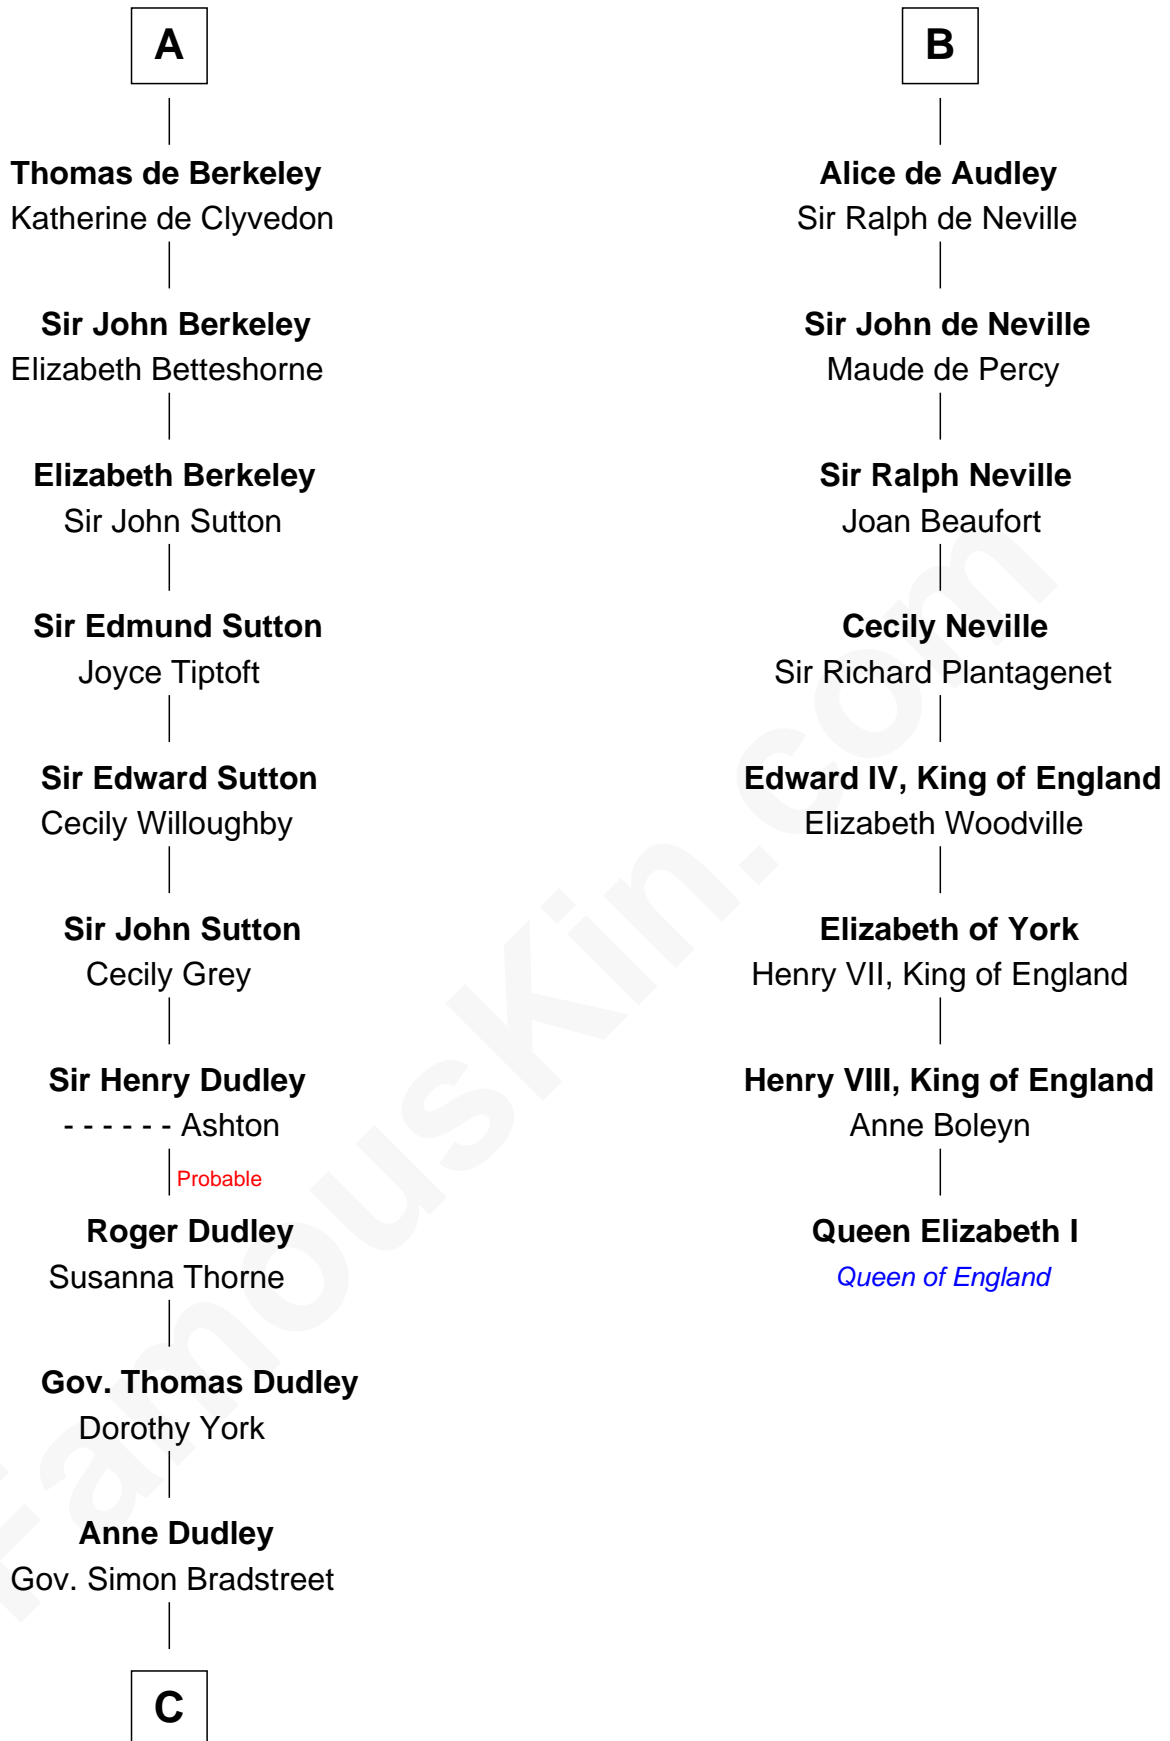 A
Thomas de Berkeley
Katherine de Clyvedon
Sir John Berkeley
Elizabeth Betteshorne
Elizabeth Berkeley
Sir John Sutton
Sir Edmund Sutton
Joyce Tiptoft
Sir Edward Sutton
Cecily Willoughby
Sir John Sutton
Cecily Grey
Sir Henry Dudley
- - - - - - Ashton
Probable
Roger Dudley
Susanna Thorne
Gov. Thomas Dudley
Dorothy York
Anne Dudley
Gov. Simon Bradstreet
C
B
Alice de Audley
Sir Ralph de Neville
Sir John de Neville
Maude de Percy
Sir Ralph Neville
Joan Beaufort
Cecily Neville
Sir Richard Plantagenet
Edward IV, King of England
Elizabeth Woodville
Elizabeth of York
Henry VII, King of England
Henry VIII, King of England
Anne Boleyn
Queen Elizabeth I
Queen of England
FamousKin.com